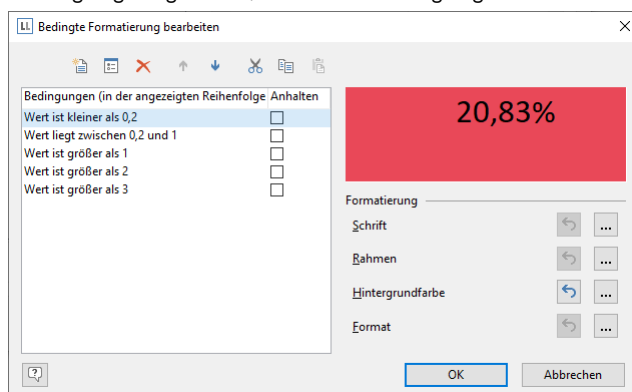 LL Bedingte Formatierung bearbeiten
Bedingungen (in der angezeigten Reihenfolge Anhalten
Wert ist kleiner als 0,2
Wert liegt zwischen 0,2 und 1
Wert ist größer als 1
Wert ist größer als 2
Wert ist größer als 3
20,83%
Formatierung
Schrift ...
Rahmen ...
Hintergrundfarbe ...
Format ...
?
OK Abbrechen